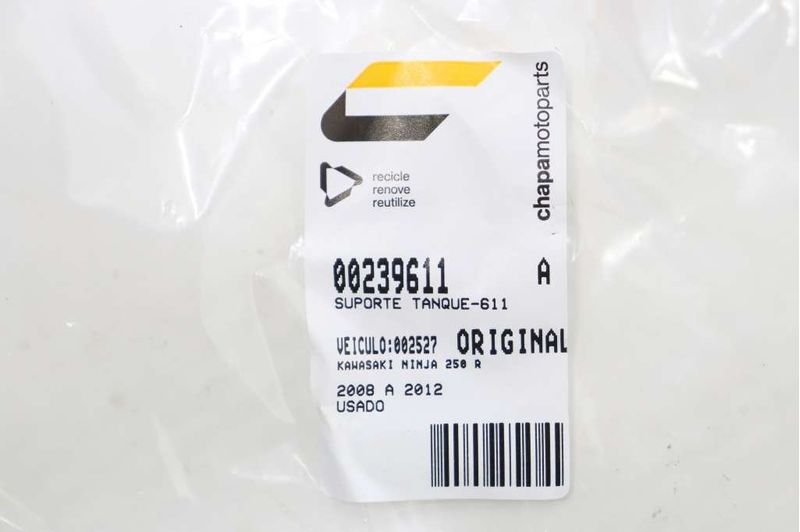 chapamotoparts
recicle
renove
reutilize
00239611 A
SUPORTE TANQUE-611
VEICULO:002527 ORIGINAL
KAWASAKI NINJA 250 R
2008 A 2012
USADO